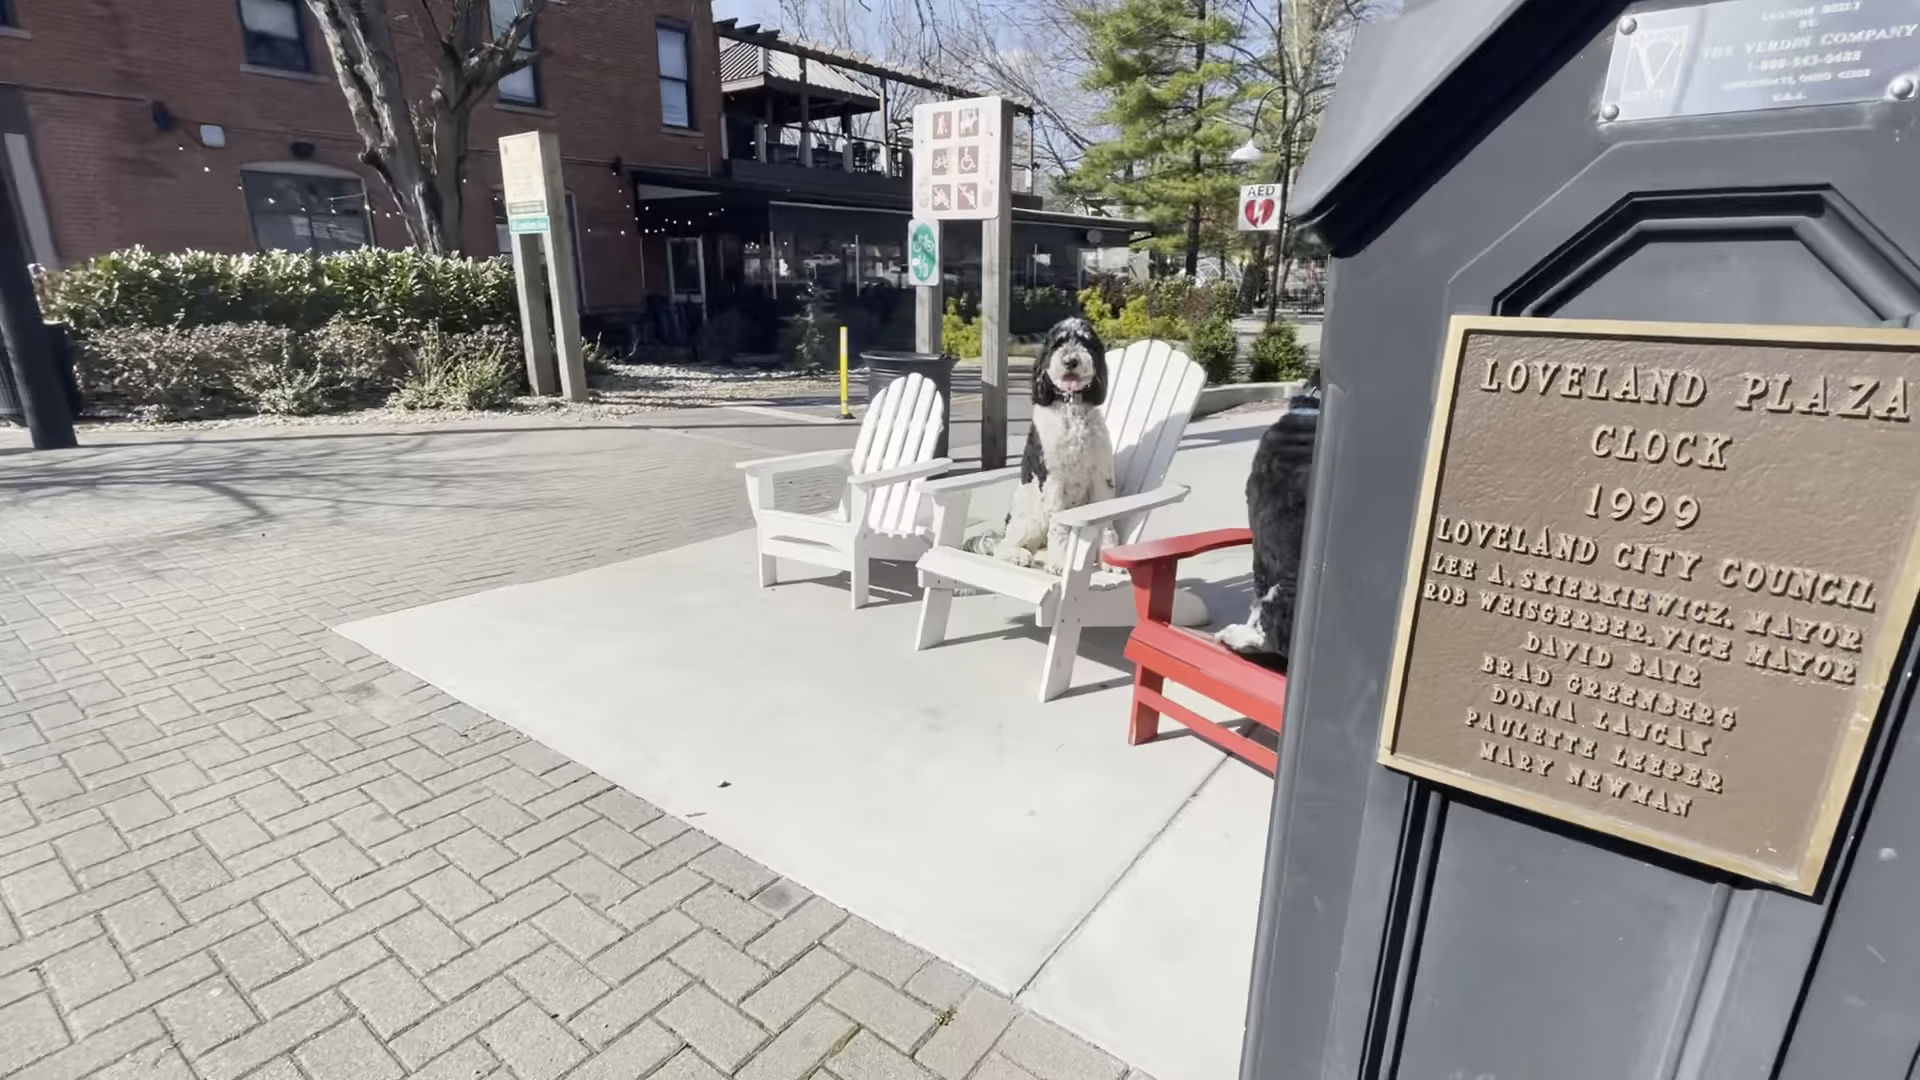 AED
THE VERDIN COMPANY
LOVELAND PLAZA
CLOCK
1999
LOVELAND CITY COUNCIL
LEE A. SKIERKIEWICZ, MAYOR
ROB WEISGERBER, VICE MAYOR
DAVID BAIR
BRAD GREENBERG
DONNA LAJCAY
PAULETTE LEEPER
MARY NEWMAN